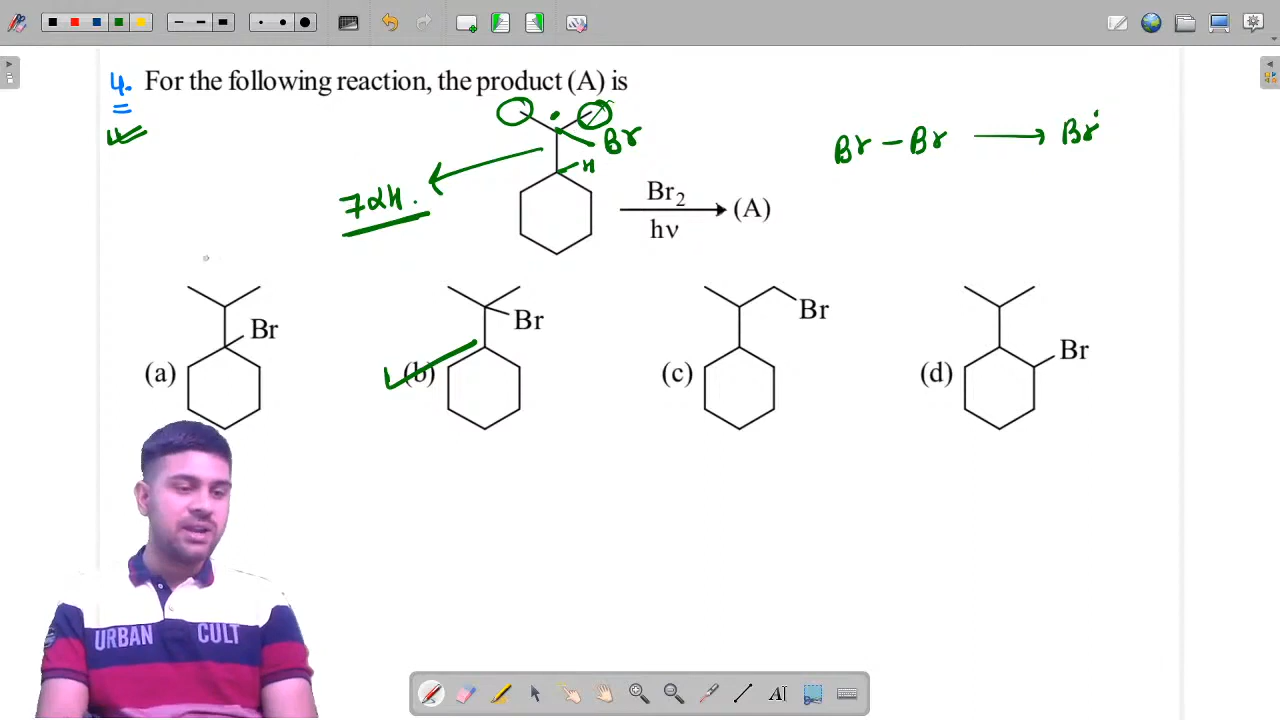 4. For the following reaction, the product (A) is
Br
H
7αH.
Br – Br → Br·
Br₂
hν
(A)
(a)
Br
(b)
Br
(c)
Br
(d)
Br
URBAN CULT
AI